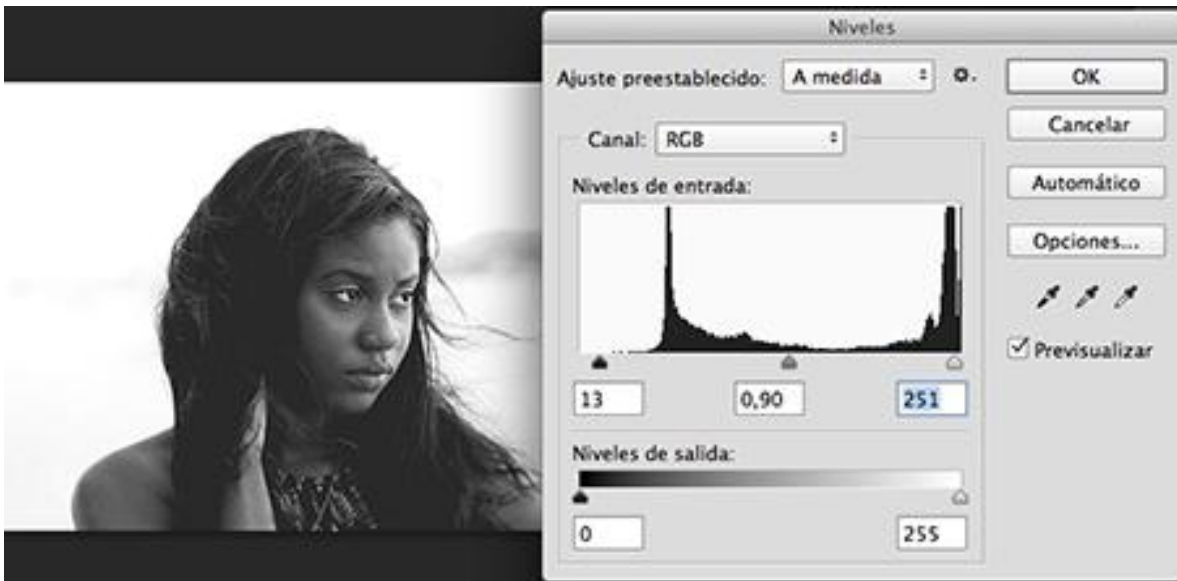 Niveles
Ajuste preestablecido: A medida
OK
Canal: RGB
Cancelar
Niveles de entrada:
Automático
Opciones...
Previsualizar
13 0,90 251
Niveles de salida:
0 255